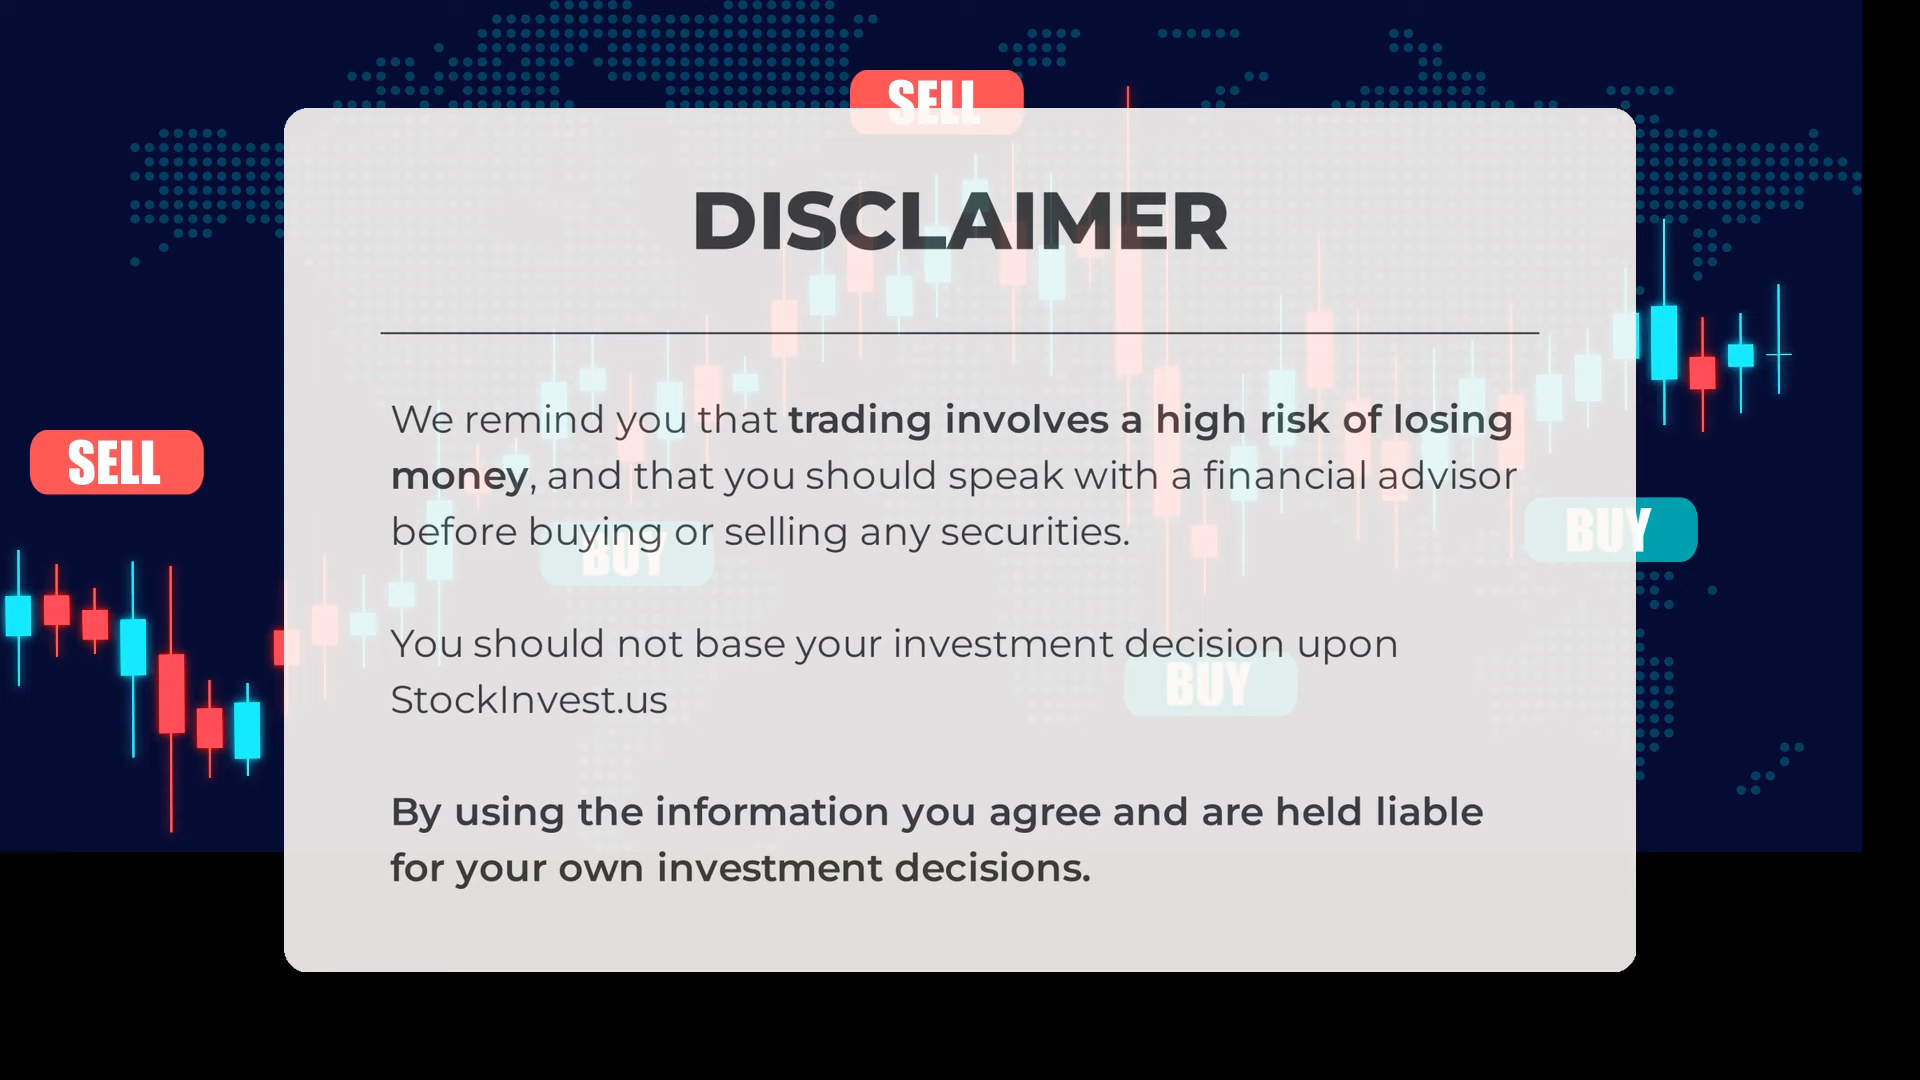 SELL
DISCLAIMER
We remind you that trading involves a high risk of losing
money, and that you should speak with a financial advisor
before buying or selling any securities.
SELL
BUY
BUY
You should not base your investment decision upon
StockInvest.us
BUY
By using the information you agree and are held liable
for your own investment decisions.